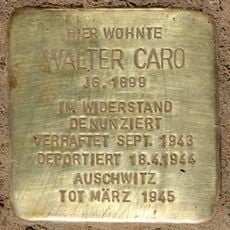 HIER WOHNTE
WALTER CARO
JG. 1899
IM WIDERSTAND
DENUNZIERT
VERHAFTET SEPT. 1943
DEPORTIERT 18.4.1944
AUSCHWITZ
TOT MÄRZ 1945